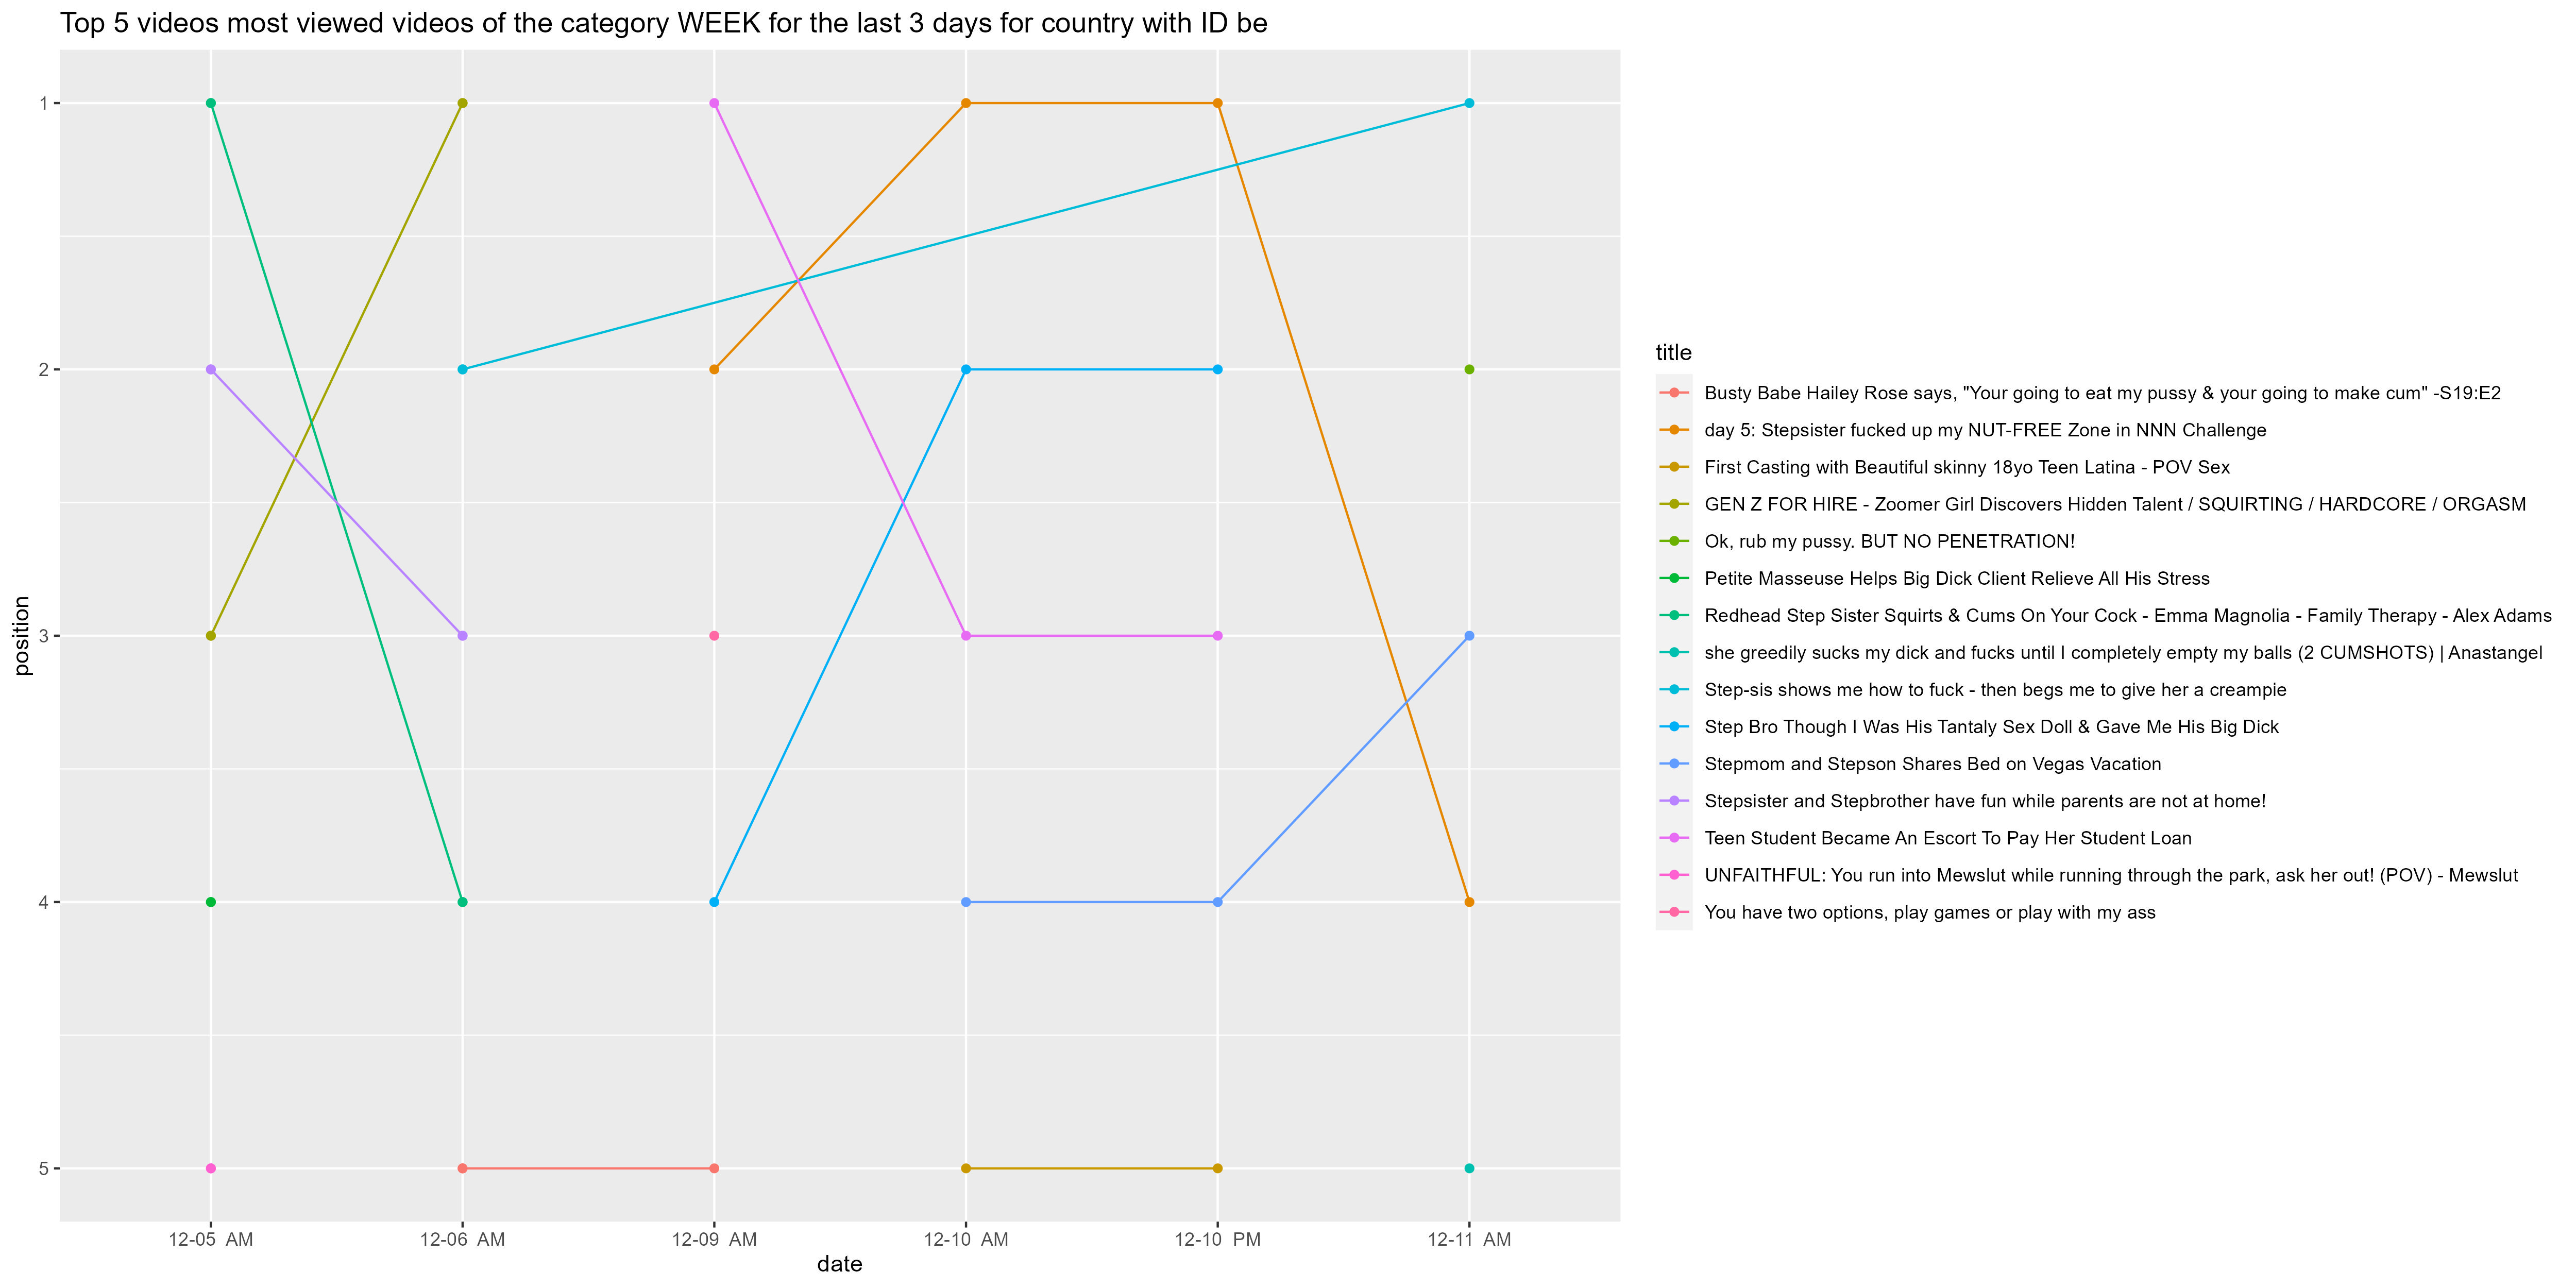 Top 5 videos most viewed videos of the category WEEK for the last 3 days for country with ID be
1
2
3
4
5
position
12-05 AM
12-06 AM
12-09 AM
12-10 AM
12-10 PM
12-11 AM
date
title
Busty Babe Hailey Rose says, "Your going to eat my pussy & your going to make cum" -S19:E2
day 5: Stepsister fucked up my NUT-FREE Zone in NNN Challenge
First Casting with Beautiful skinny 18yo Teen Latina - POV Sex
GEN Z FOR HIRE - Zoomer Girl Discovers Hidden Talent / SQUIRTING / HARDCORE / ORGASM
Ok, rub my pussy. BUT NO PENETRATION!
Petite Masseuse Helps Big Dick Client Relieve All His Stress
Redhead Step Sister Squirts & Cums On Your Cock - Emma Magnolia - Family Therapy - Alex Adams
she greedily sucks my dick and fucks until I completely empty my balls (2 CUMSHOTS) | Anastangel
Step-sis shows me how to fuck - then begs me to give her a creampie
Step Bro Though I Was His Tantaly Sex Doll & Gave Me His Big Dick
Stepmom and Stepson Shares Bed on Vegas Vacation
Stepsister and Stepbrother have fun while parents are not at home!
Teen Student Became An Escort To Pay Her Student Loan
UNFAITHFUL: You run into Mewslut while running through the park, ask her out! (POV) - Mewslut
You have two options, play games or play with my ass